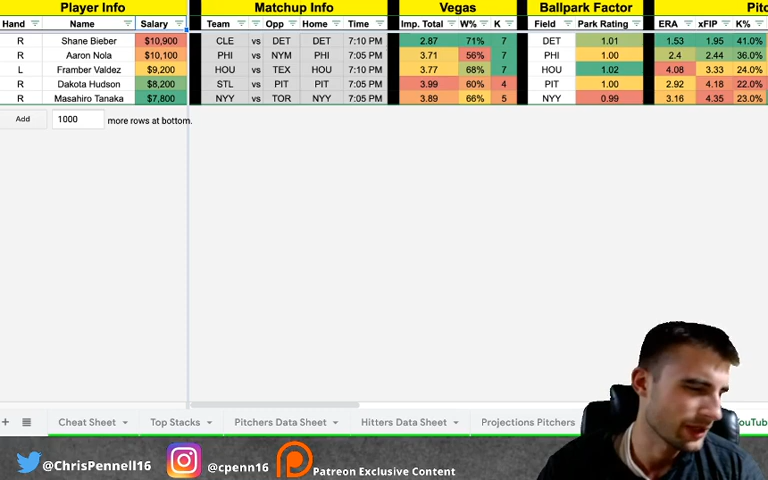 Player Info Matchup Info Vegas Ballpark Factor
Hand Name Salary Team Opp Home Time Imp. Total W% K Field Park Rating ERA xFIP K%
R Shane Bieber $10,900 CLE vs DET DET 7:10 PM 2.87 71% 7 DET 1.01 1.53 1.95 41.0%
R Aaron Nola $10,100 PHI vs NYM PHI 7:05 PM 3.71 56% 7 PHI 1.00 2.4 2.44 36.0%
L Framber Valdez $9,200 HOU vs TEX HOU 7:10 PM 3.77 68% 7 HOU 1.02 4.08 3.33 24.0%
R Dakota Hudson $8,200 STL vs PIT PIT 7:05 PM 3.99 60% 4 PIT 1.00 2.92 4.18 22.0%
R Masahiro Tanaka $7,800 NYY vs TOR NYY 7:05 PM 3.89 66% 5 NYY 0.99 3.16 4.35 23.0%
Add 1000 more rows at bottom.
+ Cheat Sheet Top Stacks Pitchers Data Sheet Hitters Data Sheet Projections Pitchers
@ChrisPennell16 @cpenn16 Patreon Exclusive Content